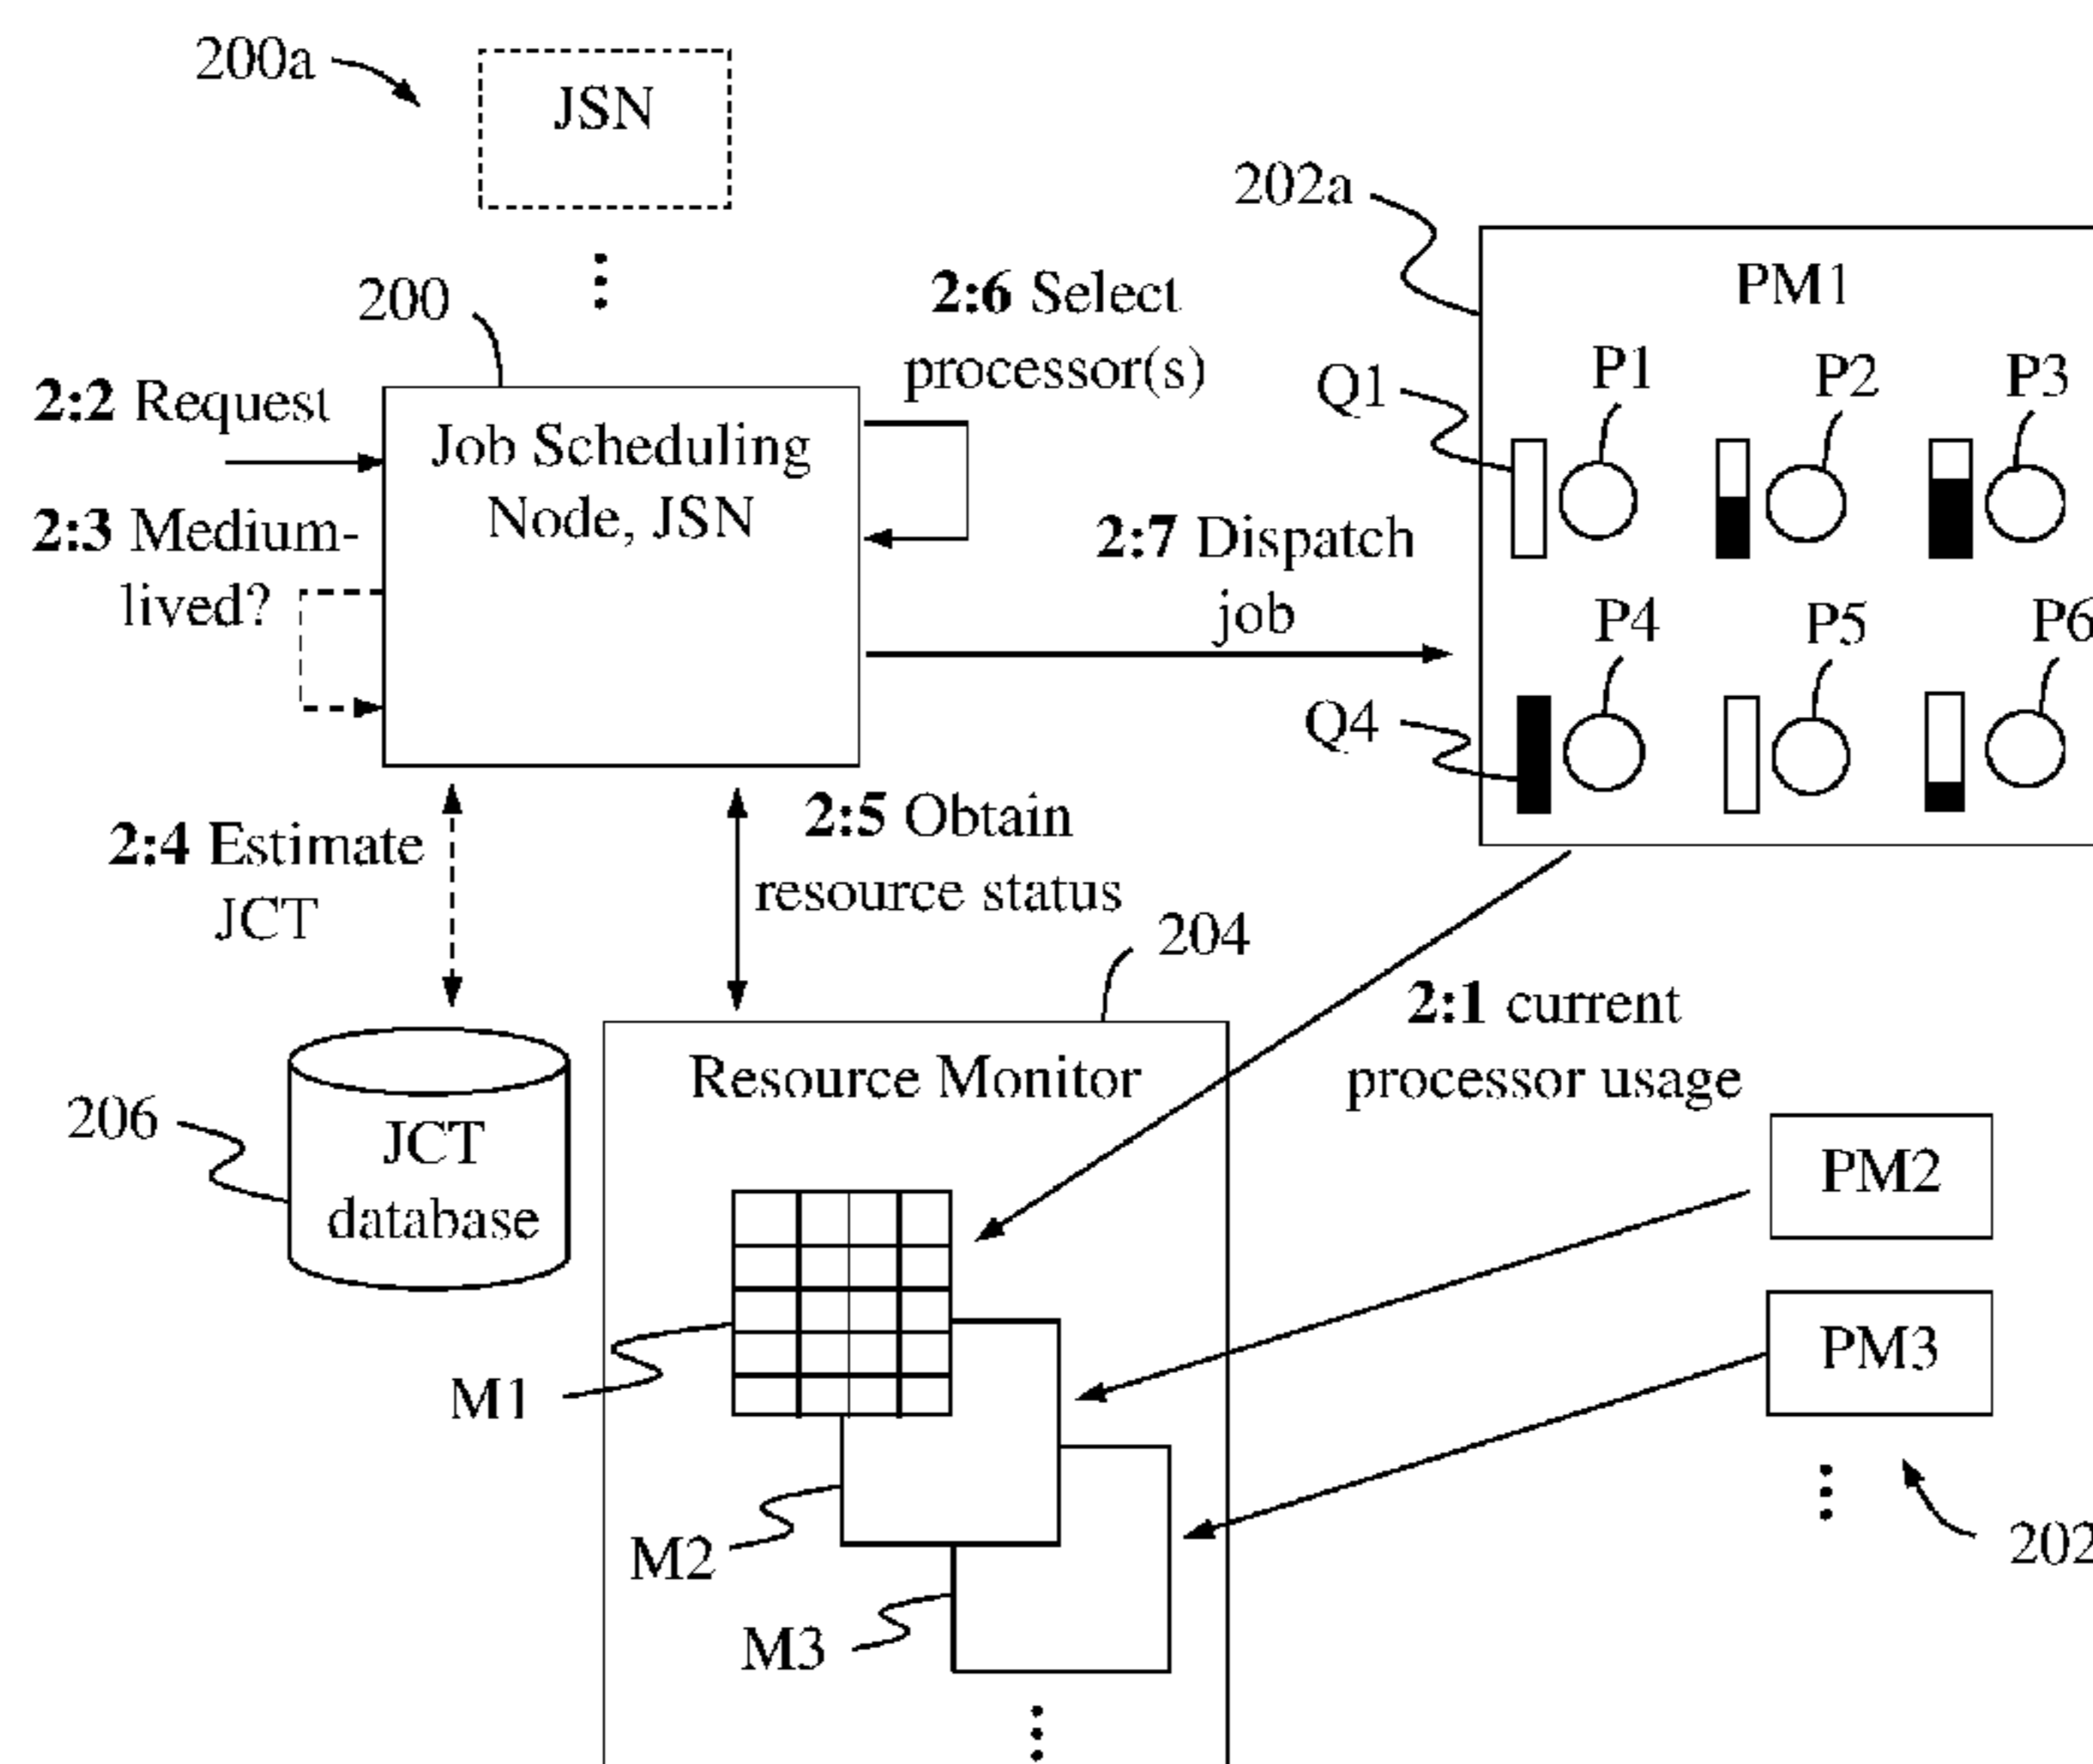 200a
JSN
202a
PM1
200
2:6 Select
processor(s)
P1
P2
P3
Q1
2:2 Request
Job Scheduling
Node, JSN
2:3 Medium-
lived?
2:7 Dispatch
job
P4
P5
P6
Q4
2:4 Estimate
JCT
2:5 Obtain
resource status
204
2:1 current
processor usage
Resource Monitor
206
JCT
database
PM2
PM3
M1
M2
M3
202